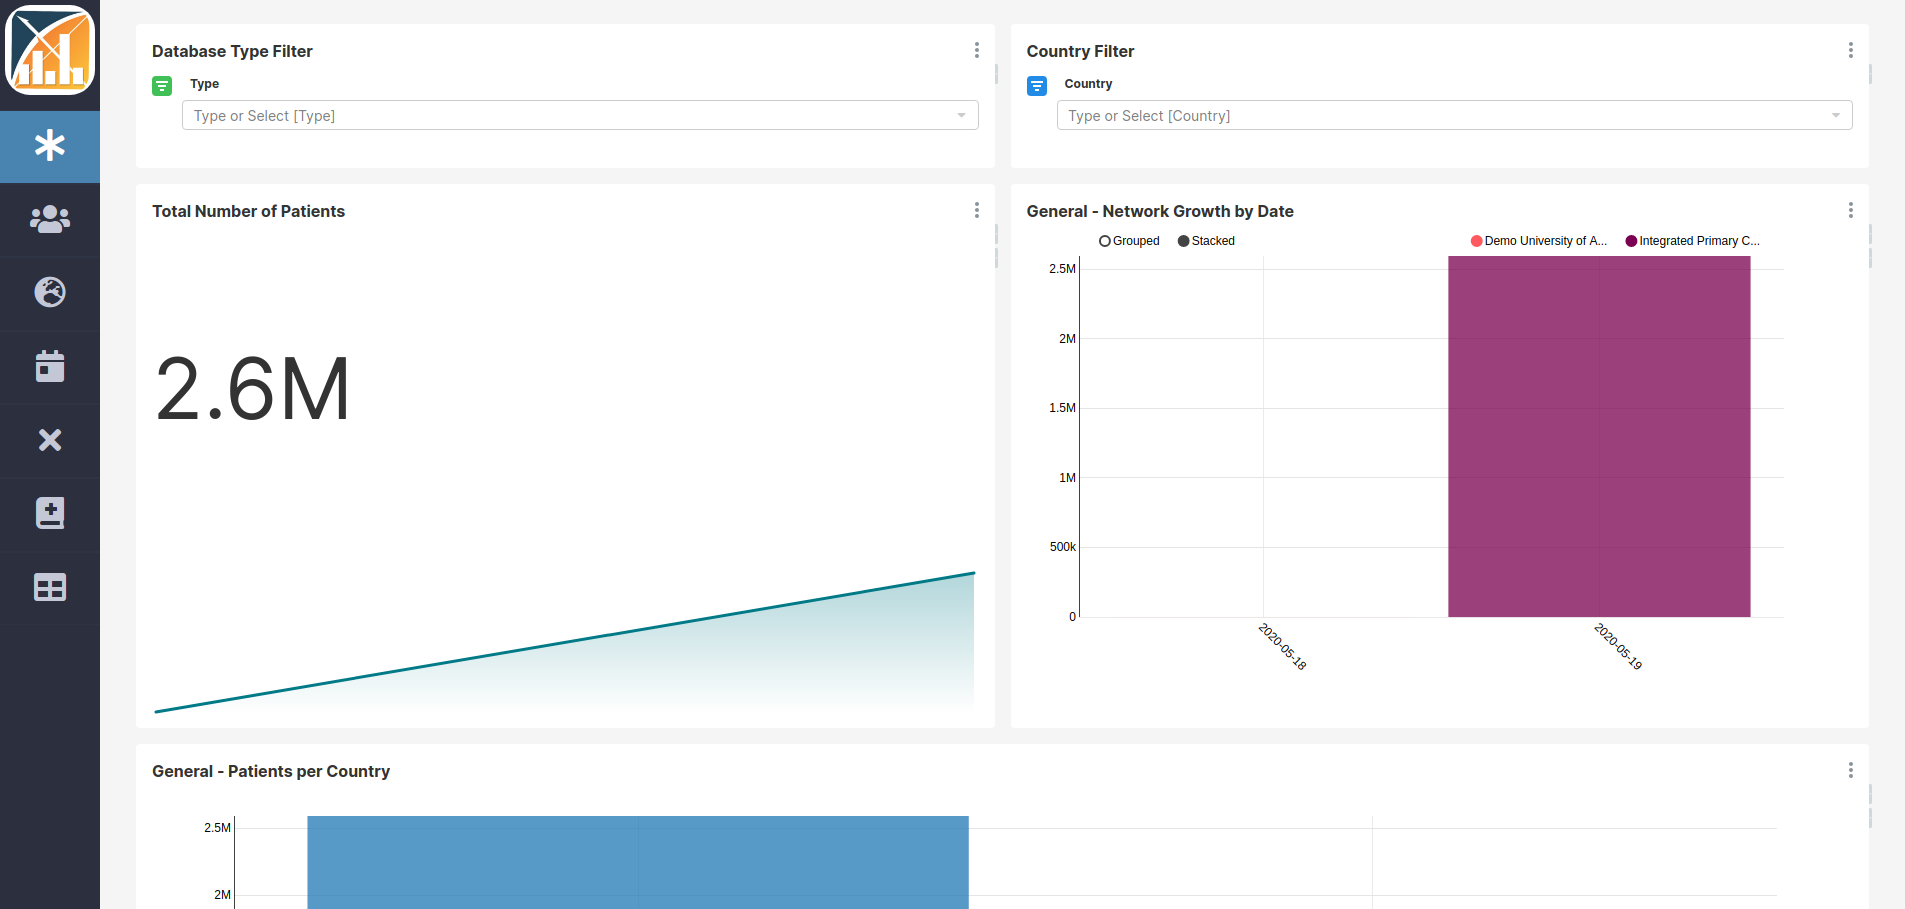 Database Type Filter
Type
Type or Select [Type]
Country Filter
Country
Type or Select [Country]
Total Number of Patients
2.6M
General - Network Growth by Date
Grouped Stacked Demo University of A... Integrated Primary C...
2.5M
2M
1.5M
1M
500k
0
2020-05-18 2020-05-19
General - Patients per Country
2.5M
2M